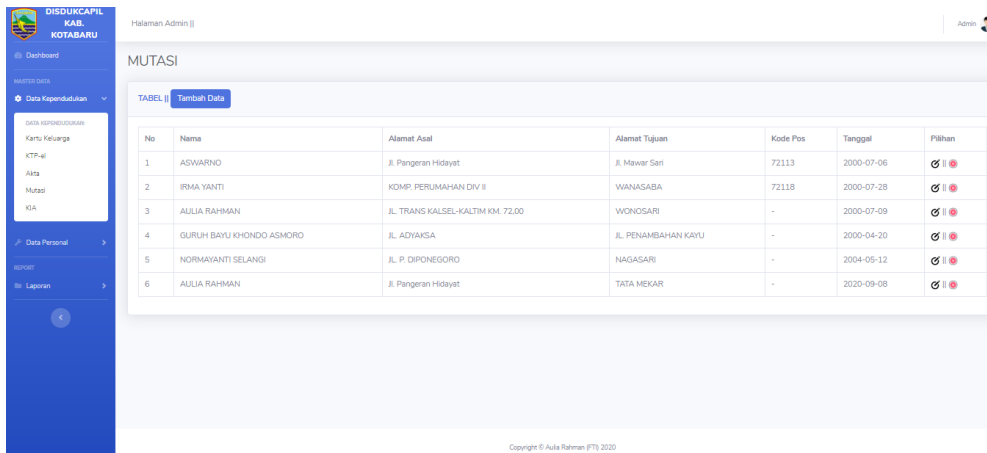 DISDUKCAPIL
KAB.
KOTABARU
Dashboard
MASTER DATA
Data Kependudukan
DATA KEPENDUDUKAN:
Kartu Keluarga
KTP-el
Akta
Mutasi
KIA
Data Personal
REPORT
Laporan
Halaman Admin ||
Admin
MUTASI
TABEL || Tambah Data
No Nama Alamat Asal Alamat Tujuan Kode Pos Tanggal Pilihan
1 ASWARNO Jl. Pangeran Hidayat Jl. Mawar Sari 72113 2000-07-06 ||
2 IRMA YANTI KOMP. PERUMAHAN DIV II WANASABA 72118 2000-07-28 ||
3 AULIA RAHMAN JL. TRANS KALSEL-KALTIM KM. 72,00 WONOSARI - 2000-07-09 ||
4 GURUH BAYU KHONDO ASMORO JL. ADYAKSA JL. PENAMBAHAN KAYU - 2000-04-20 ||
5 NORMAYANTI SELANGI JL. P. DIPONEGORO NAGASARI - 2004-05-12 ||
6 AULIA RAHMAN Jl. Pangeran Hidayat TATA MEKAR - 2020-09-08 ||
Copyright © Aulia Rahman (FTI) 2020